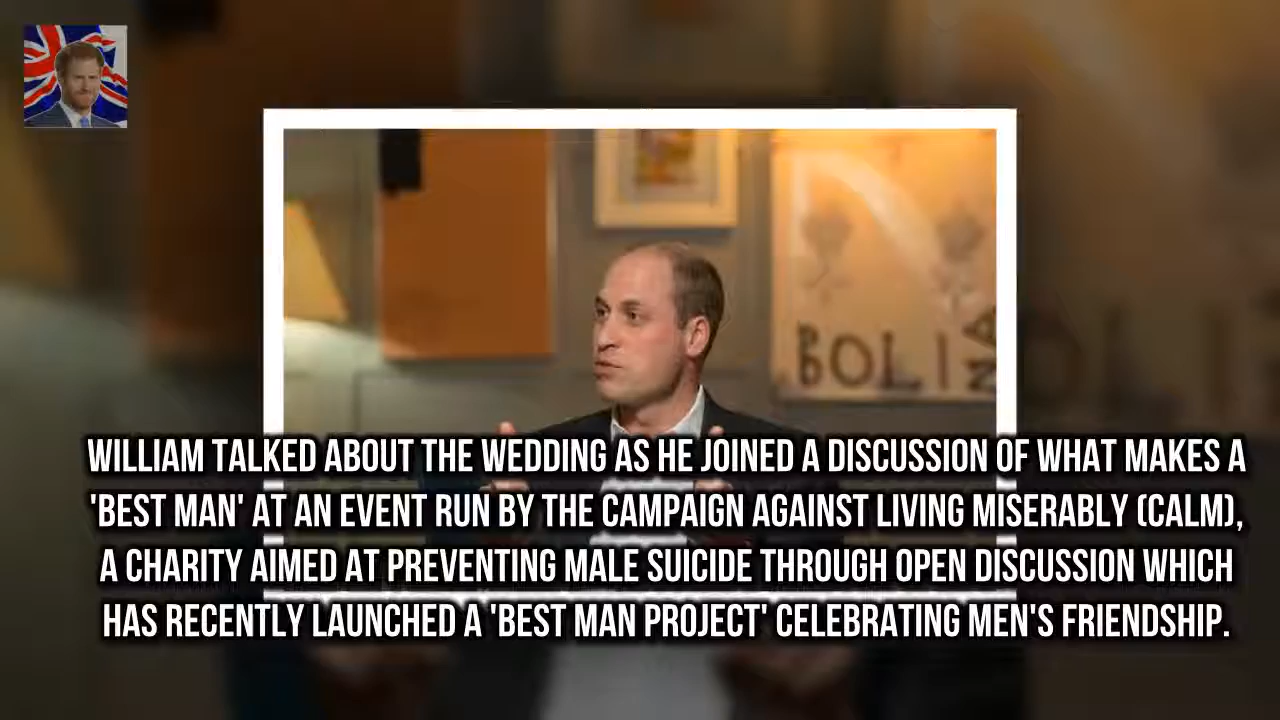 BOLINA
WILLIAM TALKED ABOUT THE WEDDING AS HE JOINED A DISCUSSION OF WHAT MAKES A
'BEST MAN' AT AN EVENT RUN BY THE CAMPAIGN AGAINST LIVING MISERABLY (CALM),
A CHARITY AIMED AT PREVENTING MALE SUICIDE THROUGH OPEN DISCUSSION WHICH
HAS RECENTLY LAUNCHED A 'BEST MAN PROJECT' CELEBRATING MEN'S FRIENDSHIP.